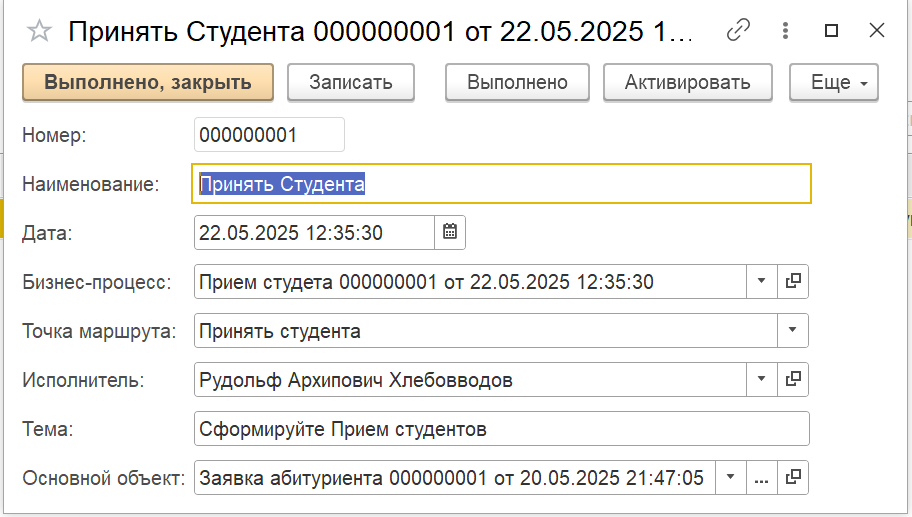 Принять Студента 000000001 от 22.05.2025 1...
Выполнено, закрыть Записать Выполнено Активировать Еще
Номер: 000000001
Наименование: Принять Студента
Дата: 22.05.2025 12:35:30
Бизнес-процесс: Прием студета 000000001 от 22.05.2025 12:35:30
Точка маршрута: Принять студента
Исполнитель: Рудольф Архипович Хлебовводов
Тема: Сформируйте Прием студентов
Основной объект: Заявка абитуриента 000000001 от 20.05.2025 21:47:05 ...